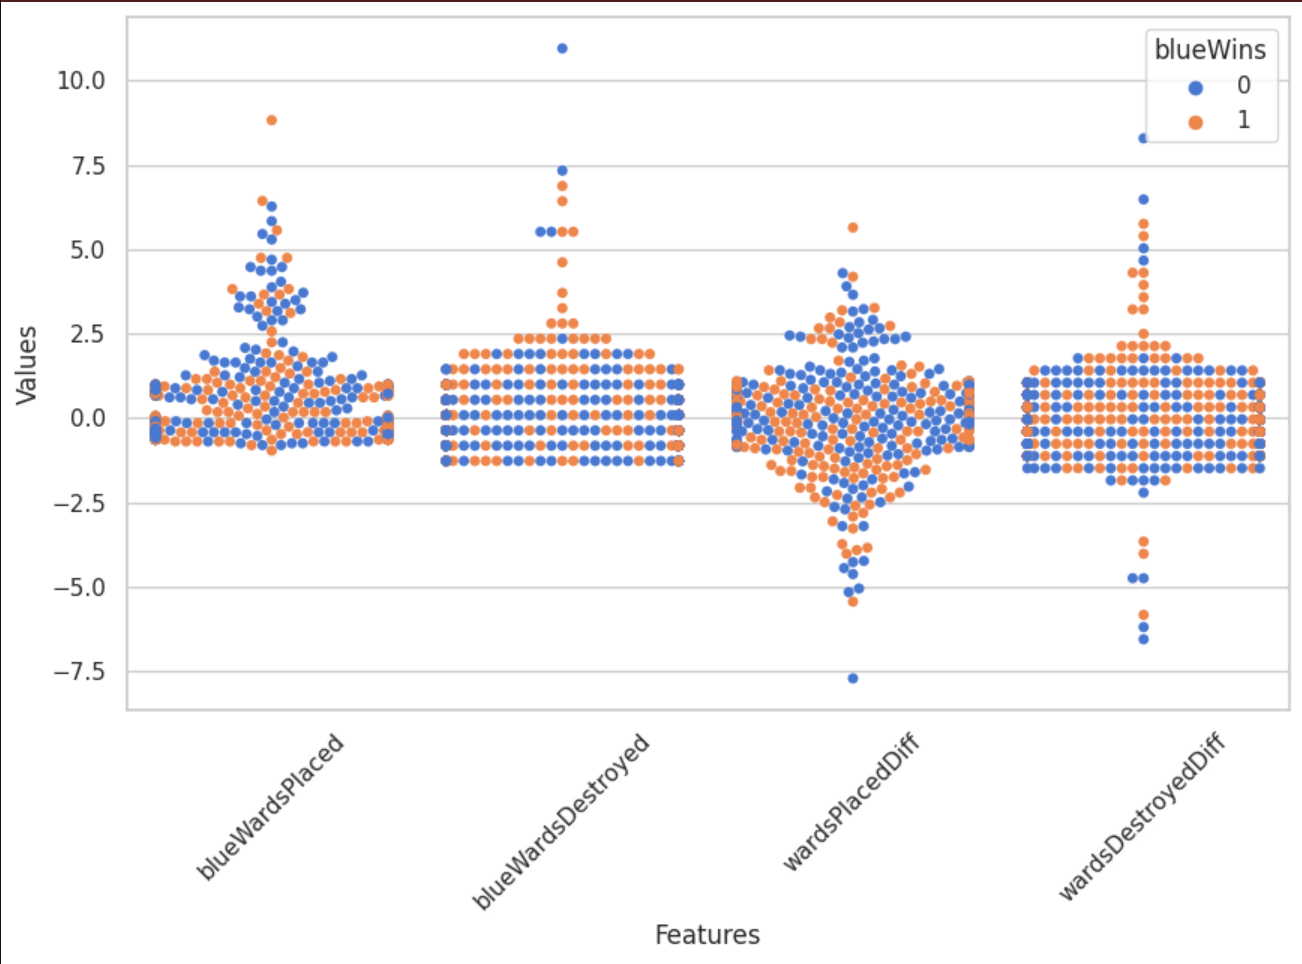 blueWins
0
1
10.0
7.5
5.0
2.5
0.0
−2.5
−5.0
−7.5
Values
blueWardsPlaced
blueWardsDestroyed
wardsPlacedDiff
wardsDestroyedDiff
Features